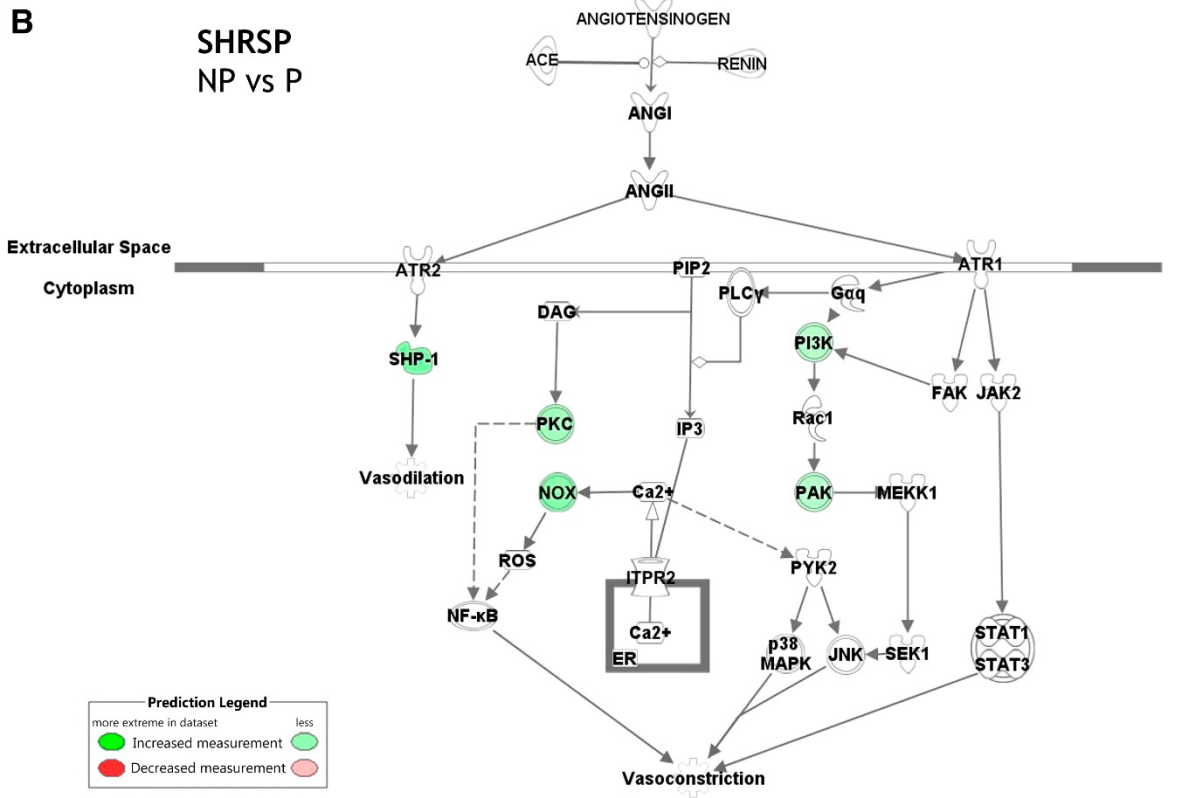 B
SHRSP
NP vs P
ANGIOTENSINOGEN
ACE
RENIN
ANGI
ANGII
Extracellular Space
Cytoplasm
ATR2
PIP2
ATR1
PLCγ
Gαq
DAG
SHP-1
PI3K
FAK
JAK2
PKC
IP3
Rac1
Vasodilation
NOX
Ca2+
PAK
MEKK1
ROS
ITPR2
PYK2
NF-κB
Ca2+
ER
p38
MAPK
JNK
SEK1
STAT1
STAT3
Vasoconstriction
Prediction Legend
more extreme in dataset less
Increased measurement
Decreased measurement